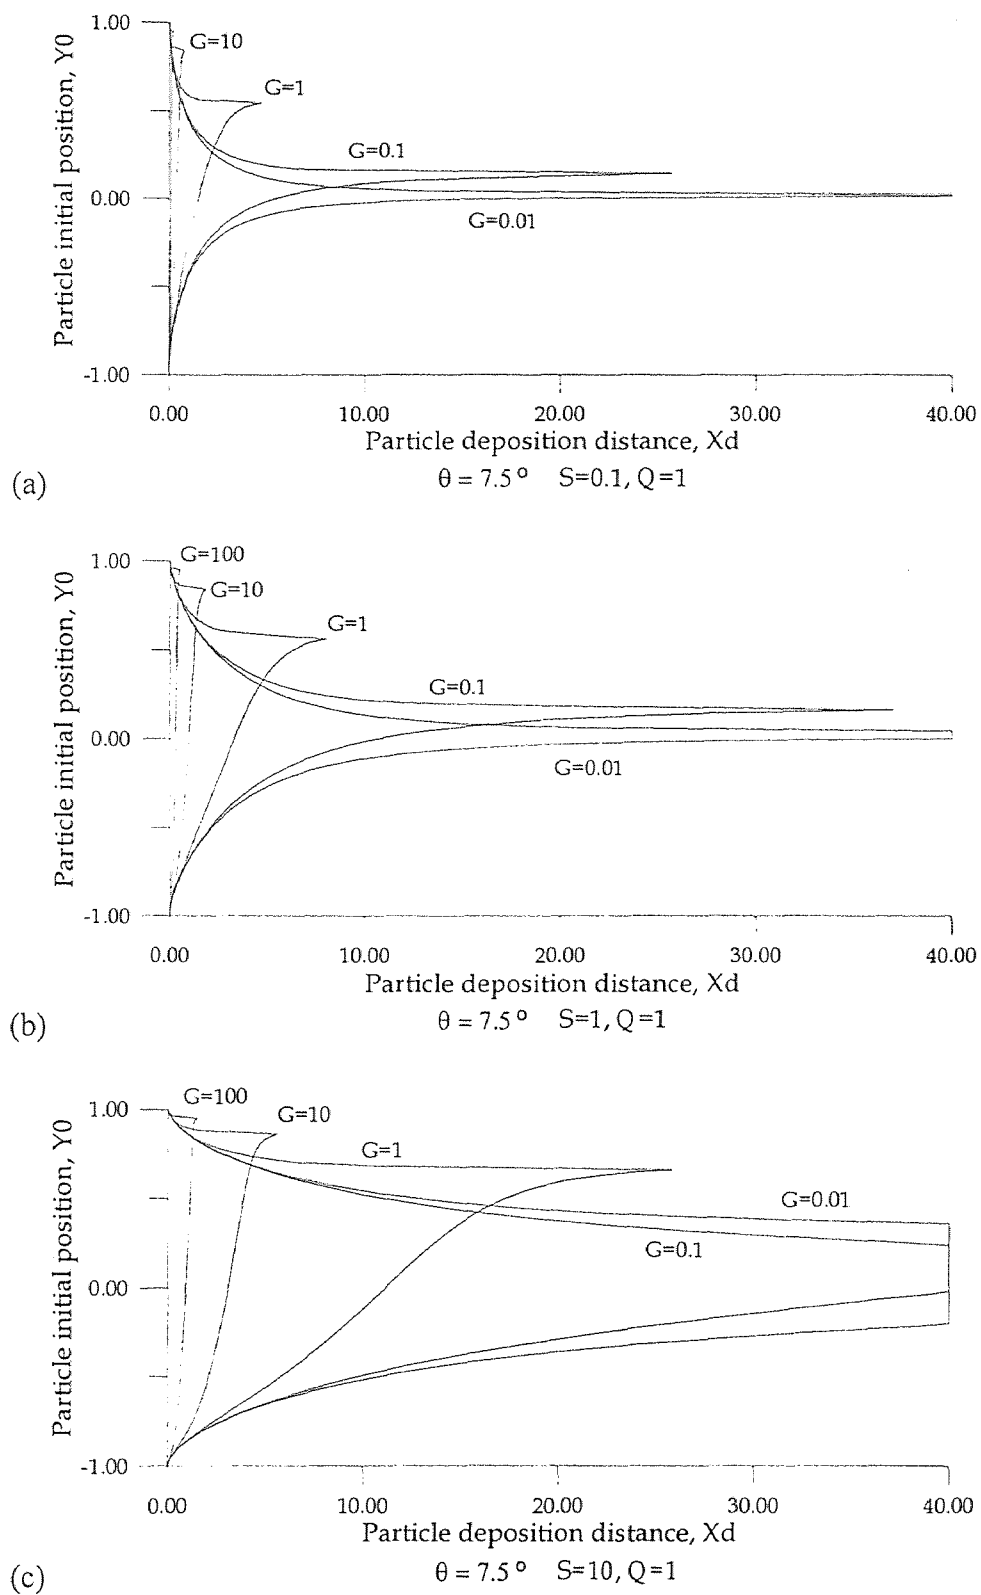 1.00
G=10
G=1
G=0.1
0.00
G=0.01
-1.00
Particle initial position, Y0
0.00 10.00 20.00 30.00 40.00
Particle deposition distance, Xd
(a)
θ = 7.5 ° S=0.1, Q=1
1.00
G=100
G=10
G=1
G=0.1
0.00
G=0.01
-1.00
Particle initial position, Y0
0.00 10.00 20.00 30.00 40.00
Particle deposition distance, Xd
(b)
θ = 7.5 ° S=1, Q=1
1.00
G=100
G=10
G=1
G=0.01
G=0.1
0.00
-1.00
Particle initial position, Y0
0.00 10.00 20.00 30.00 40.00
Particle deposition distance, Xd
(c)
θ = 7.5 ° S=10, Q=1